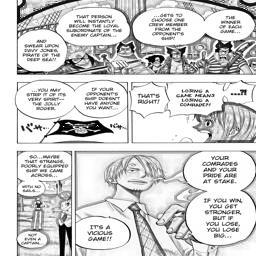 THE
WINNER
OF EACH
GAME...
...GETS TO
CHOOSE ONE
CREW MEMBER
FROM THE
OPPONENT'S
SHIP!
THAT PERSON
WILL INSTANTLY
BECOME THE LOYAL
SUBORDINATE OF THE
ENEMY CAPTAIN...
AND
SWEAR UPON
DAVY JONES,
PIRATE OF THE
DEEP SEA!!
...?!
LOSING A
GAME MEANS
LOSING A
COMRADE?!
THAT'S
RIGHT!
IF YOUR
OPPONENT'S
SHIP DOESN'T
HAVE ANYONE
YOU WANT...
...YOU MAY
STRIP IT OF ITS
VERY SPIRIT--
THE JOLLY
ROGER.
YOUR
COMRADES
AND YOUR
PRIDE ARE
AT STAKE.
IF YOU WIN,
YOU GET
STRONGER,
BUT IF
YOU LOSE,
YOU LOSE
BIG...
IT'S A
VICIOUS
GAME!!
SO...MAYBE
THAT STRANGE,
POORLY EQUIPPED
SHIP WE CAME
ACROSS...
WITH
NO SAILS...
NOT
EVEN A
CAPTAIN...